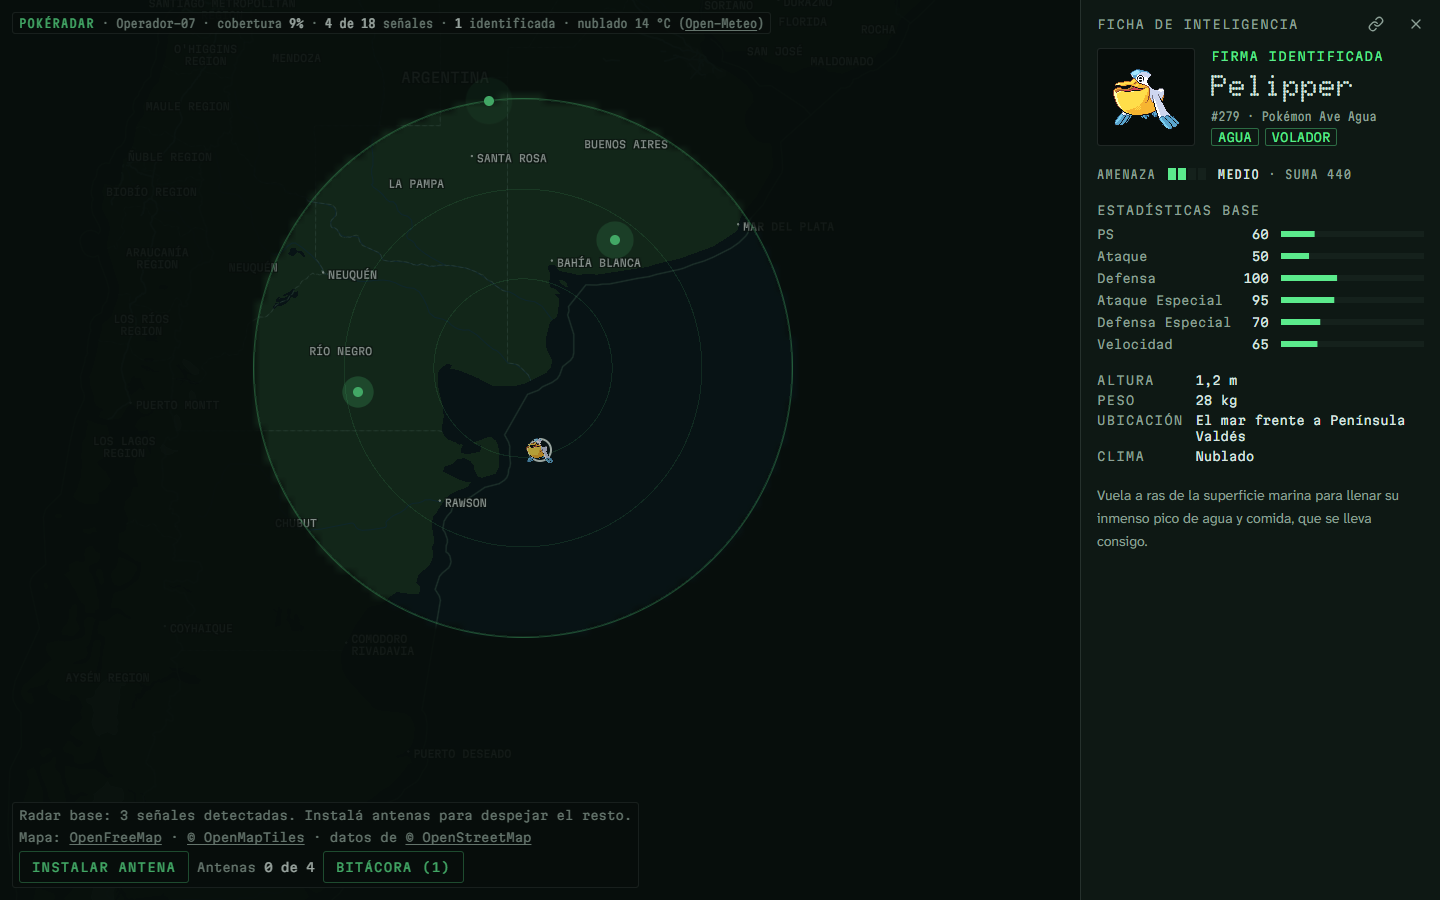 SANTIAGO METROPOLITAN
SORIANO
DURAZNO
POKÉRADAR · Operador-07 · cobertura 9% · 4 de 18 señales · 1 identificada · nublado 14 °C (Open-Meteo)
FLORIDA
ROCHA
O'HIGGINS
REGION
MENDOZA
SAN JOSÉ
MALDONADO
ARGENTINA
MAULE REGION
BUENOS AIRES
ÑUBLE REGION
SANTA ROSA
LA PAMPA
BIOBIO REGION
MAR DEL PLATA
ARAUCANIA
REGION
NEUQUÉN
NEUQUÉN
BAHÍA BLANCA
LOS RÍOS
REGION
RÍO NEGRO
PUERTO MONTT
LOS LAGOS
REGION
RAWSON
CHUBUT
COYHAIQUE
COMODORO
RIVADAVIA
AYSEN REGION
PUERTO DESEADO
Radar base: 3 señales detectadas. Instalá antenas para despejar el resto.
Mapa: OpenFreeMap · © OpenMapTiles · datos de © OpenStreetMap
INSTALAR ANTENA Antenas 0 de 4 BITÁCORA (1)
FICHA DE INTELIGENCIA
FIRMA IDENTIFICADA
Pelipper
#279 · Pokémon Ave Agua
AGUA VOLADOR
AMENAZA MEDIO · SUMA 440
ESTADÍSTICAS BASE
PS 60
Ataque 50
Defensa 100
Ataque Especial 95
Defensa Especial 70
Velocidad 65
ALTURA 1,2 m
PESO 28 kg
UBICACIÓN El mar frente a Península
Valdés
CLIMA Nublado
Vuela a ras de la superficie marina para llenar su
inmenso pico de agua y comida, que se lleva
consigo.